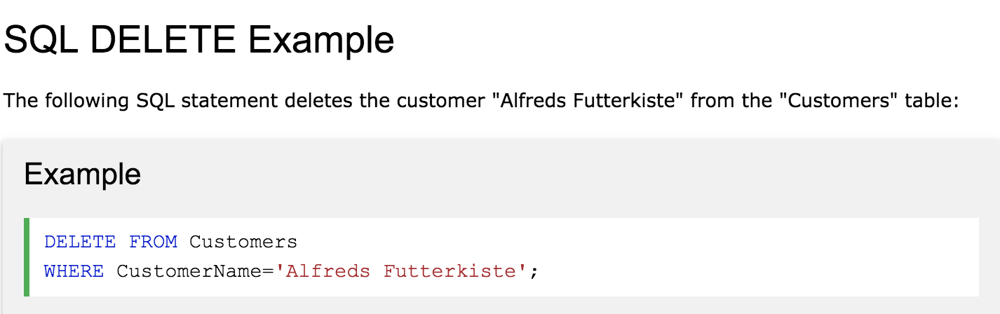 SQL DELETE Example
The following SQL statement deletes the customer "Alfreds Futterkiste" from the "Customers" table:
Example
DELETE FROM Customers
WHERE CustomerName='Alfreds Futterkiste';